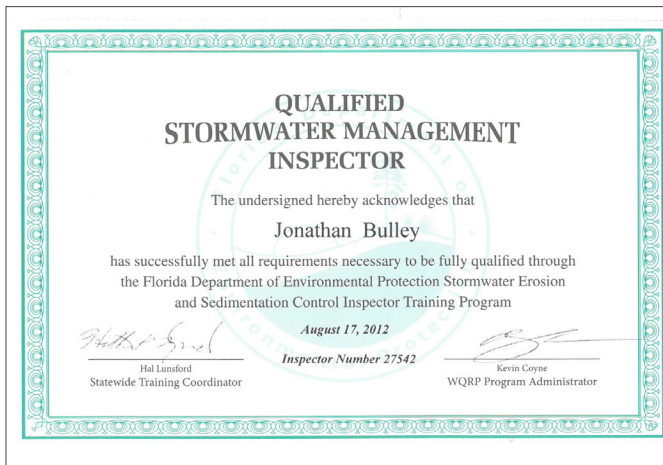 QUALIFIED
STORMWATER MANAGEMENT
INSPECTOR
The undersigned hereby acknowledges that
Jonathan Bulley
has successfully met all requirements necessary to be fully qualified through
the Florida Department of Environmental Protection Stormwater Erosion
and Sedimentation Control Inspector Training Program
August 17, 2012
Inspector Number 27542
Hal Lunsford
Statewide Training Coordinator
Kevin Coyne
WQRP Program Administrator